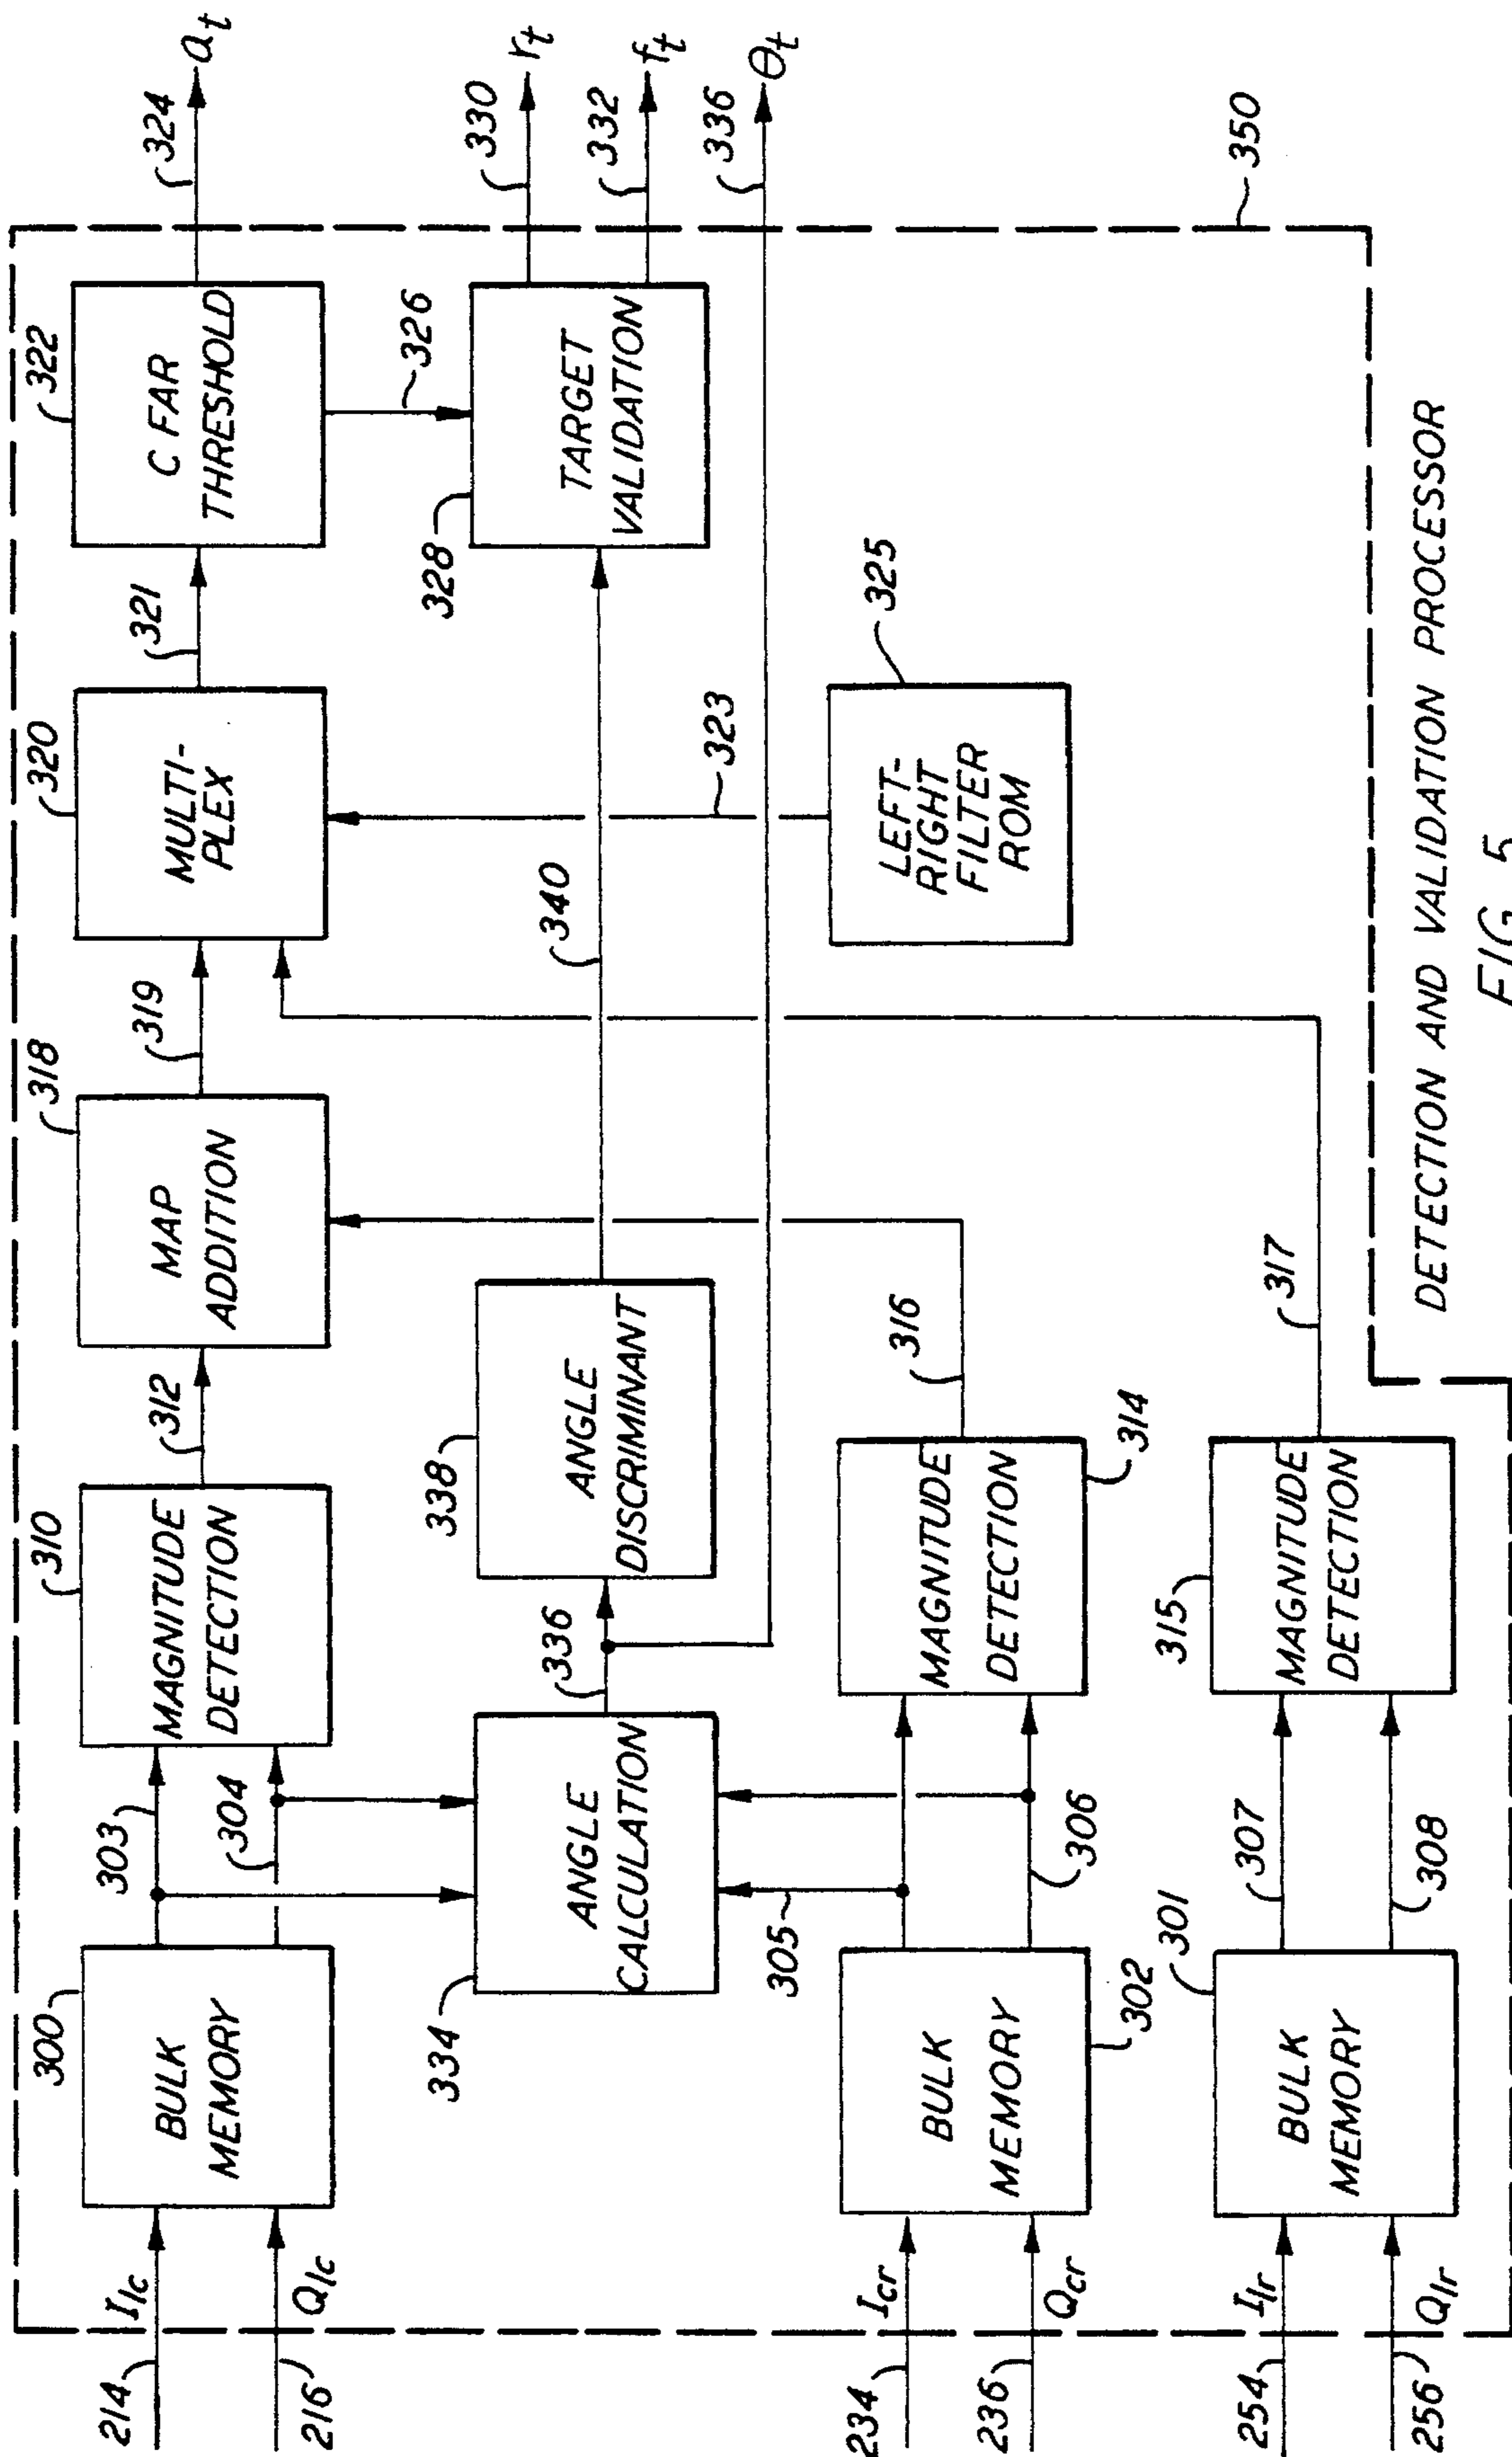 214
I_lc
300
BULK
MEMORY
303
310
MAGNITUDE
DETECTION
312
318
MAP
ADDITION
319
320
MULTI-
PLEX
321
322
C FAR
THRESHOLD
324
a_t
216
Q_lc
304
326
334
ANGLE
CALCULATION
336
338
ANGLE
DISCRIMINANT
340
328
TARGET
VALIDATION
330
r_t
332
f_t
336
θ_t
305
323
234
I_cr
236
Q_cr
BULK
MEMORY
302
306
MAGNITUDE
DETECTION
314
316
LEFT-
RIGHT
FILTER
ROM
325
254
I_lr
256
Q_lr
301
BULK
MEMORY
307
308
315
MAGNITUDE
DETECTION
317
350
DETECTION AND VALIDATION PROCESSOR
FIG. 5